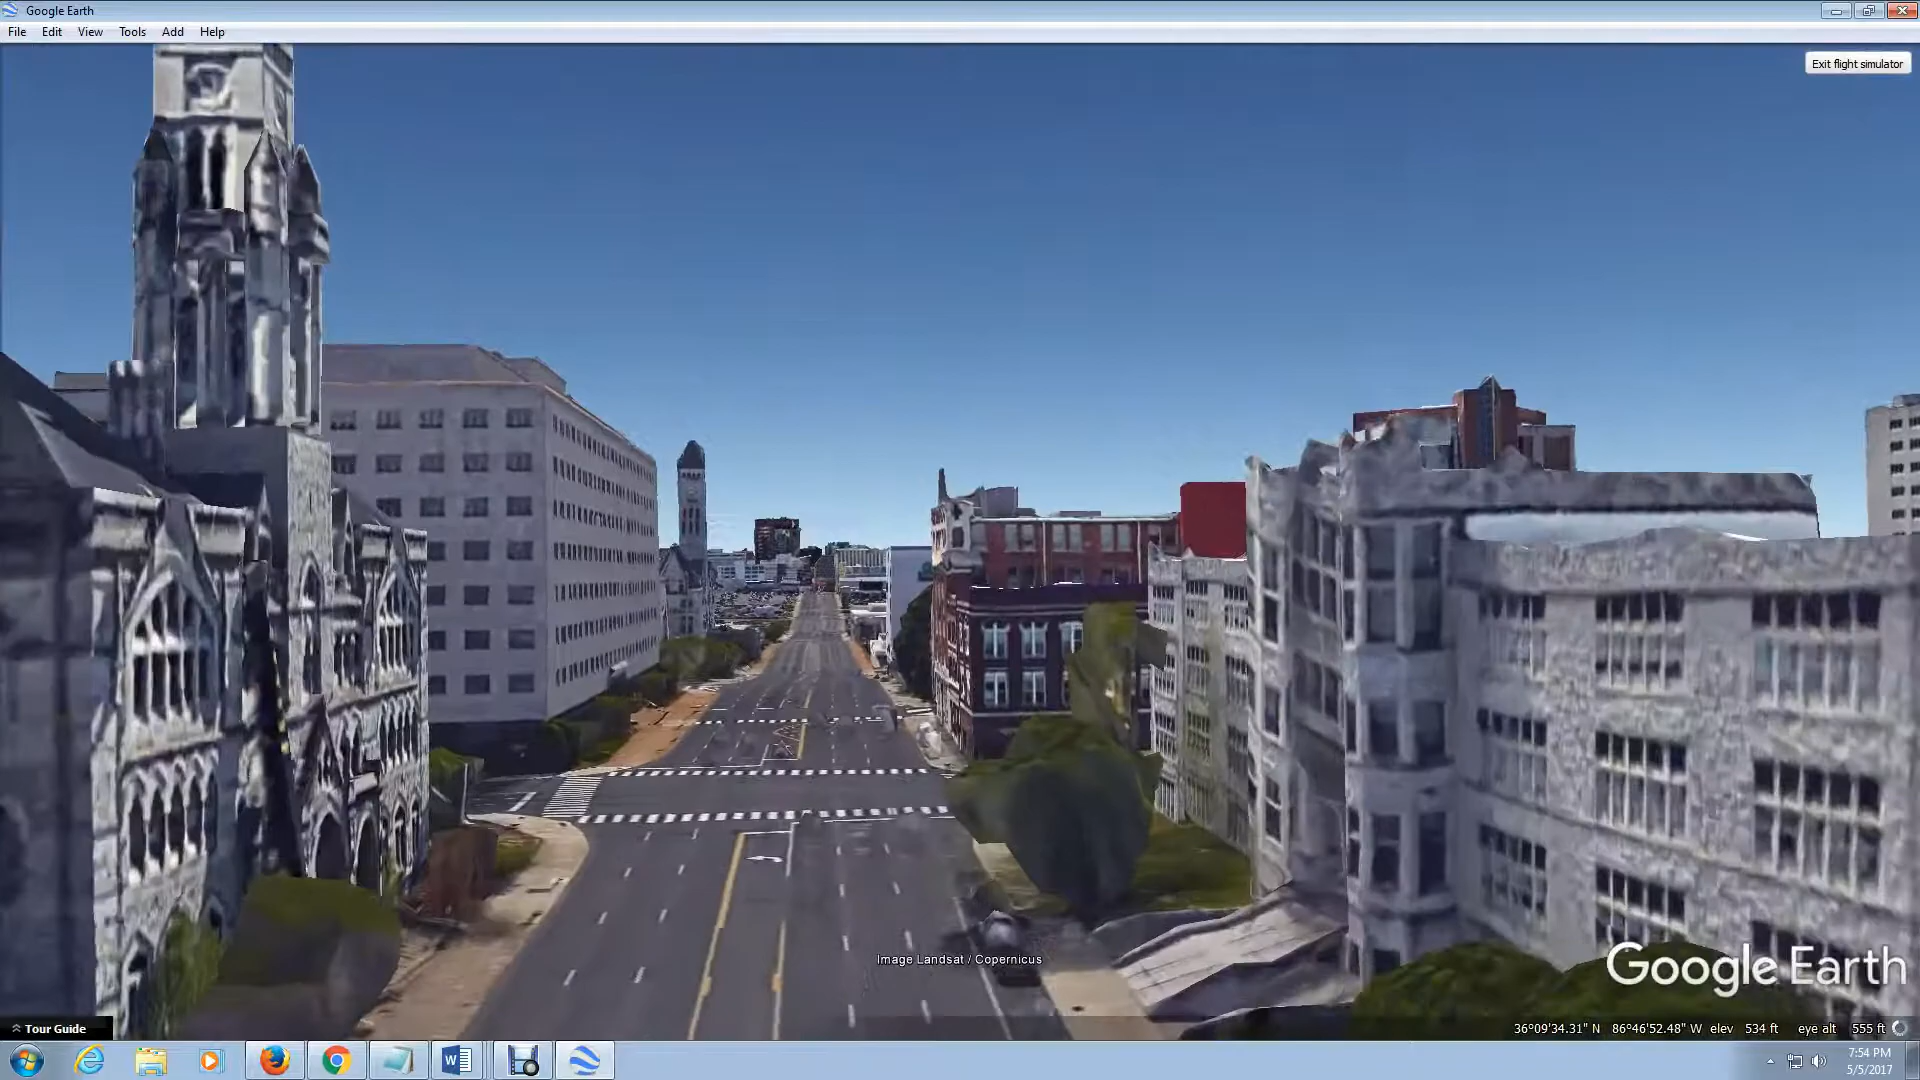 Google Earth
File Edit View Tools Add Help
Exit flight simulator
Image Landsat / Copernicus
Google Earth
Tour Guide
36°09'34.31" N 86°46'52.48" W elev 534 ft eye alt 555 ft
7:54 PM
5/5/2017